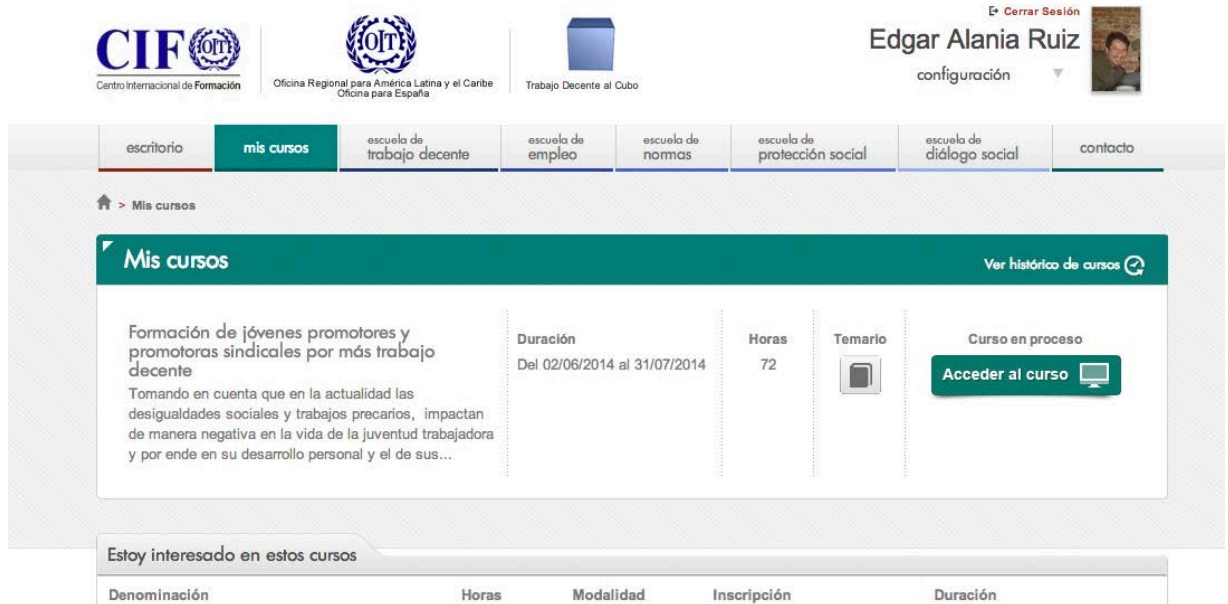 Cerrar Sesión
CIF OIT
Centro Internacional de Formación
OIT
Oficina Regional para América Latina y el Caribe
Oficina para España
Trabajo Decente al Cubo
Edgar Alania Ruiz
configuración
escritorio
mis cursos
escuela de
trabajo decente
escuela de
empleo
escuela de
normas
escuela de
protección social
escuela de
diálogo social
contacto
> Mis cursos
Mis cursos
Ver histórico de cursos
Formación de jóvenes promotores y
promotoras sindicales por más trabajo
decente
Tomando en cuenta que en la actualidad las
desigualdades sociales y trabajos precarios, impactan
de manera negativa en la vida de la juventud trabajadora
y por ende en su desarrollo personal y el de sus...
Duración
Del 02/06/2014 al 31/07/2014
Horas
72
Temario
Curso en proceso
Acceder al curso
Estoy interesado en estos cursos
Denominación Horas Modalidad Inscripción Duración